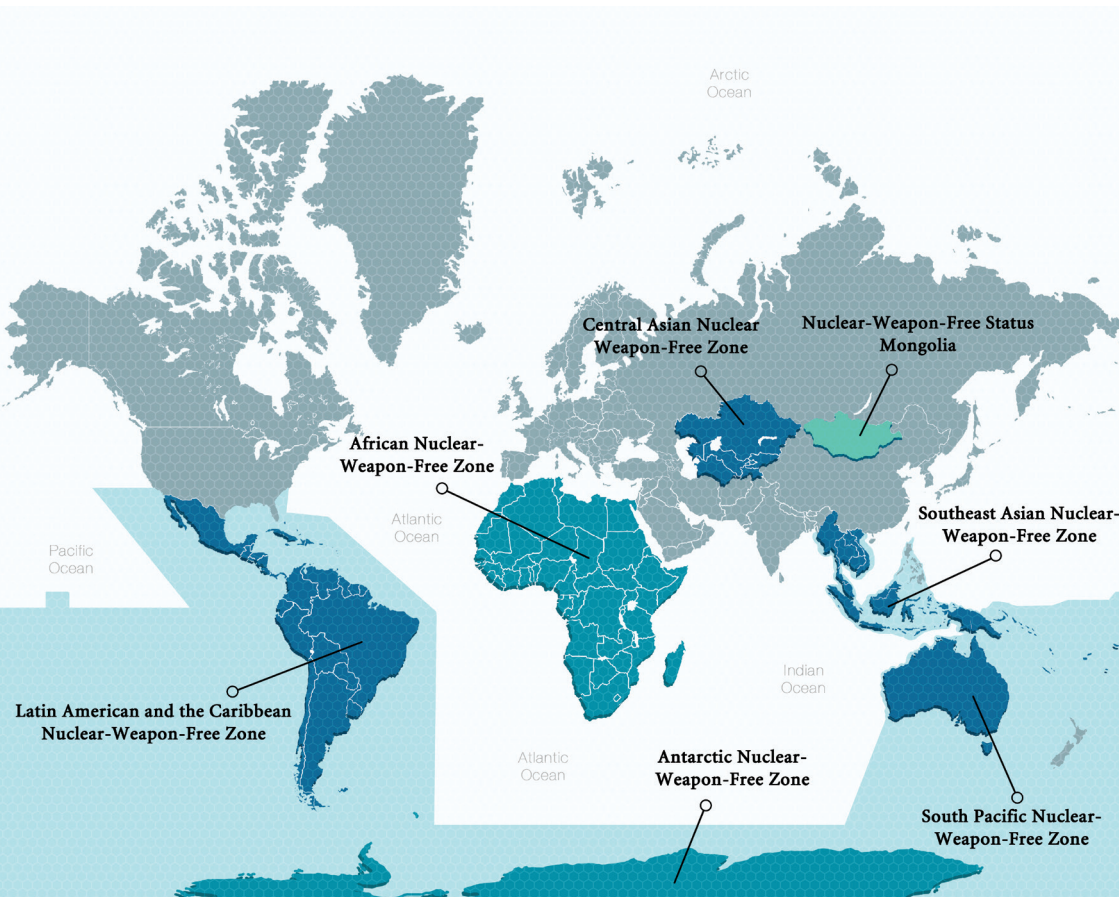 Arctic
Ocean
Central Asian Nuclear
Weapon-Free Zone
Nuclear-Weapon-Free Status
Mongolia
African Nuclear-
Weapon-Free Zone
Atlantic
Ocean
Pacific
Ocean
Southeast Asian Nuclear-
Weapon-Free Zone
Indian
Ocean
Latin American and the Caribbean
Nuclear-Weapon-Free Zone
Atlantic
Ocean
Antarctic Nuclear-
Weapon-Free Zone
South Pacific Nuclear-
Weapon-Free Zone